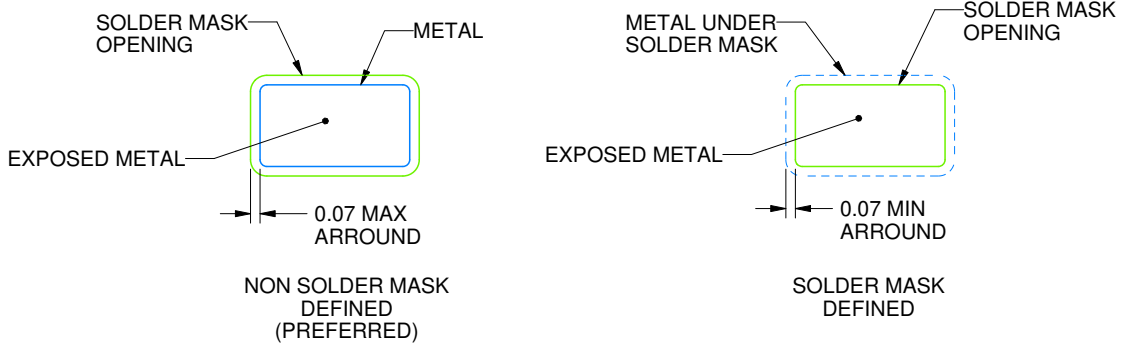 SOLDER MASK
OPENING
METAL
EXPOSED METAL
0.07 MAX
ARROUND
NON SOLDER MASK
DEFINED
(PREFERRED)
METAL UNDER
SOLDER MASK
SOLDER MASK
OPENING
EXPOSED METAL
0.07 MIN
ARROUND
SOLDER MASK
DEFINED